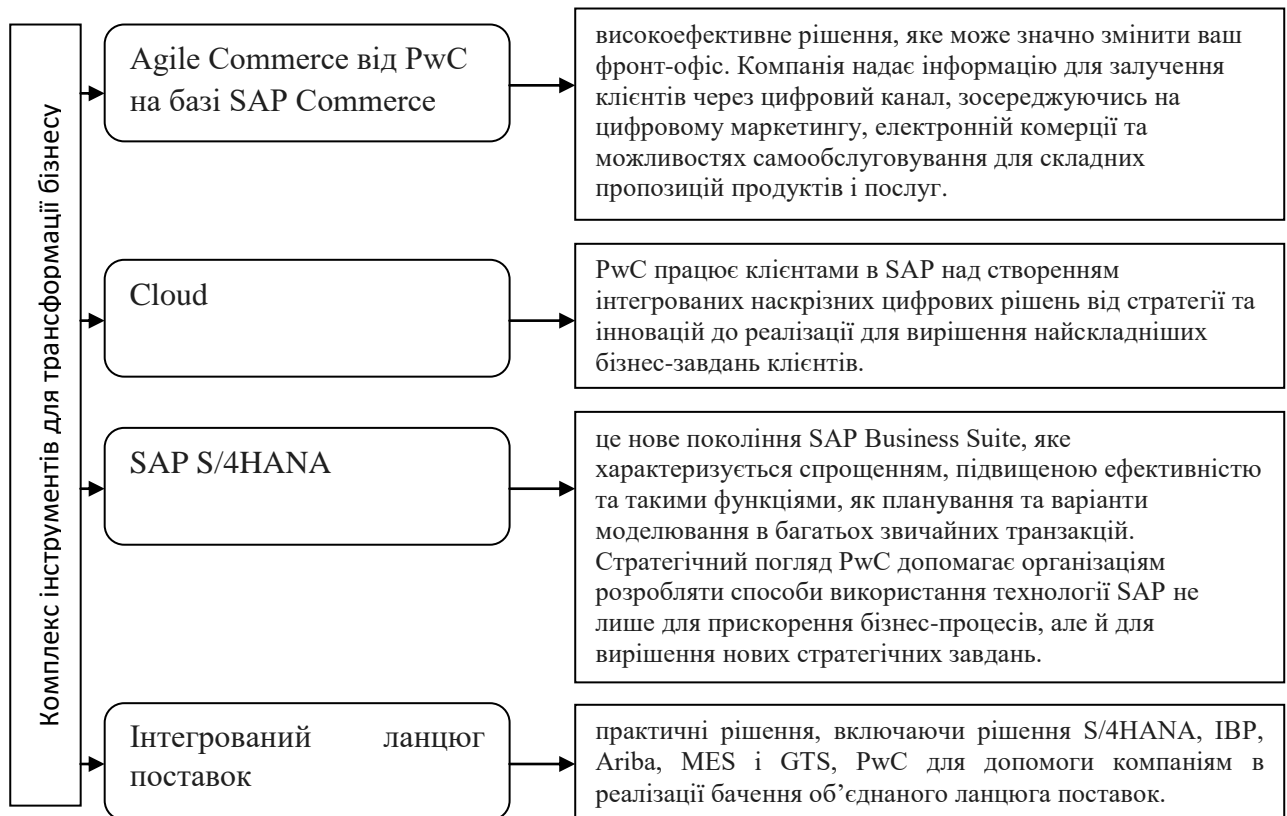 Комплекс інструментів для трансформації бізнесу
Agile Commerce від PwC
на базі SAP Commerce
високоефективне рішення, яке може значно змінити ваш
фронт-офіс. Компанія надає інформацію для залучення
клієнтів через цифровий канал, зосереджуючись на
цифровому маркетингу, електронній комерції та
можливостях самообслуговування для складних
пропозицій продуктів і послуг.
Cloud
PwC працює клієнтами в SAP над створенням
інтегрованих наскрізних цифрових рішень від стратегії та
інновацій до реалізації для вирішення найскладніших
бізнес-завдань клієнтів.
SAP S/4HANA
це нове покоління SAP Business Suite, яке
характеризується спрощенням, підвищеною ефективністю
та такими функціями, як планування та варіанти
моделювання в багатьох звичайних транзакцій.
Стратегічний погляд PwC допомагає організаціям
розробляти способи використання технології SAP не
лише для прискорення бізнес-процесів, але й для
вирішення нових стратегічних завдань.
Інтегрований ланцюг
поставок
практичні рішення, включаючи рішення S/4HANA, IBP,
Ariba, MES і GTS, PwC для допомоги компаніям в
реалізації бачення об’єднаного ланцюга поставок.